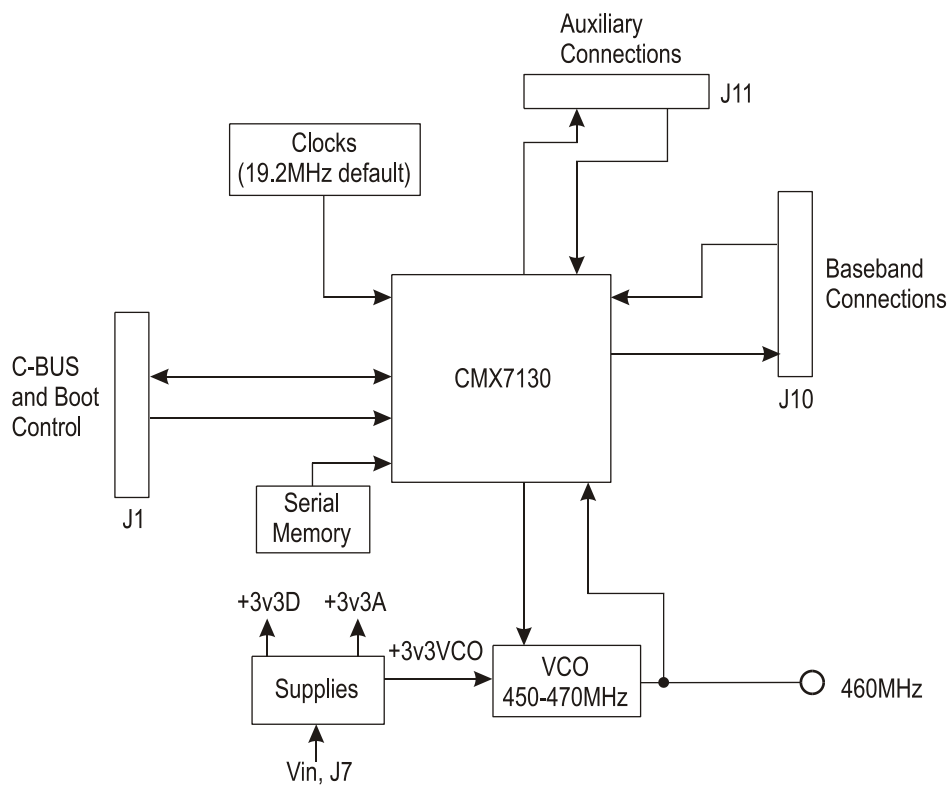 Auxiliary
Connections
J11
Clocks
(19.2MHz default)
Baseband
Connections
J10
C-BUS
and Boot
Control
J1
CMX7130
Serial
Memory
+3v3D
+3v3A
+3v3VCO
Supplies
Vin, J7
VCO
450-470MHz
460MHz